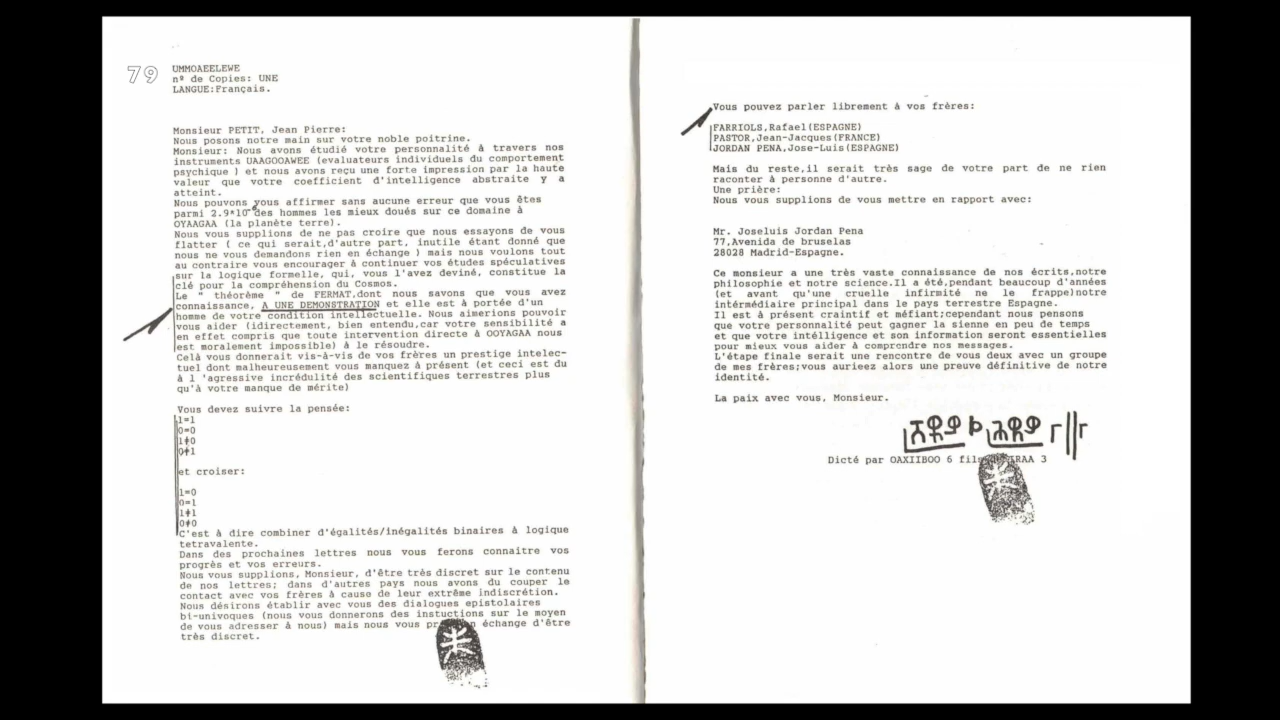 79
UMMOAEELEWE
nº de Copies: UNE
LANGUE:Français.
Monsieur PETIT, Jean Pierre:
Nous posons notre main sur votre noble poitrine.
Monsieur: Nous avons étudié votre personnalité à travers nos
instruments UAAGOOAWEE (evaluateurs individuels du comportement
psychique ) et nous avons reçu une forte impression par la haute
valeur que votre coefficient d'intelligence abstraite y a
atteint.
Nous pouvons vous affirmer sans aucune erreur que vous êtes
parmi 2.9*10 des hommes les mieux doués sur ce domaine à
OYAAGAA (la planète terre).
Nous vous supplions de ne pas croire que nous essayons de vous
flatter ( ce qui serait,d'autre part, inutile étant donné que
nous ne vous demandons rien en échange ) mais nous voulons tout
au contraire vous encourager à continuer vos études spéculatives
sur la logique formelle, qui, vous l'avez deviné, constitue la
clé pour la compréhension du Cosmos.
Le " théorème " de FERMAT,dont nous savons que vous avez
connaissance, A UNE DEMONSTRATION et elle est à portée d'un
homme de votre condition intellectuelle. Nous aimerions pouvoir
vous aider (idirectement, bien entendu,car votre sensibilité a
en effet compris que toute intervention directe à OOYAGAA nous
est moralement impossible) à le résoudre.
Celà vous donnerait vis-à-vis de vos frères un prestige intelec-
tuel dont malheureusement vous manquez à présent (et ceci est du
à l 'agressive incrédulité des scientifiques terrestres plus
qu'à votre manque de mérite)
Vous devez suivre la pensée:
1=1
0=0
1≠0
0≠1
et croiser:
1=0
0=1
1≠1
0≠0
C'est à dire combiner d'égalités/inégalités binaires à logique
tetravalente.
Dans des prochaines lettres nous vous ferons connaitre vos
progrès et vos erreurs.
Nous vous supplions, Monsieur, d'être très discret sur le contenu
de nos lettres; dans d'autres pays nous avons du couper le
contact avec vos frères à cause de leur extrême indiscrétion.
Nous désirons établir avec vous des dialogues epistolaires
bi-univoques (nous vous donnerons des instuctions sur le moyen
de vous adresser à nous) mais nous vous échange d'être
très discret.
Vous pouvez parler librement à vos frères:
FARRIOLS,Rafael(ESPAGNE)
PASTOR,Jean-Jacques(FRANCE)
JORDAN PENA,Jose-Luis(ESPAGNE)
Mais du reste,il serait très sage de votre part de ne rien
raconter à personne d'autre.
Une prière:
Nous vous supplions de vous mettre en rapport avec:
Mr. Joseluis Jordan Pena
77,Avenida de bruselas
28028 Madrid-Espagne.
Ce monsieur a une très vaste connaissance de nos écrits,notre
philosophie et notre science.Il a été,pendant beaucoup d'années
(et avant qu'une cruelle infirmité ne le frappe)notre
intérmédiaire principal dans le pays terrestre Espagne.
Il est à présent craintif et méfiant;cependant nous pensons
que votre personnalité peut gagner la sienne en peu de temps
et que votre intélligence et son information seront essentielles
pour mieux vous aider à comprendre nos messages.
L'étape finale serait une rencontre de vous deux avec un groupe
de mes frères;vous aurieez alors une preuve définitive de notre
identité.
La paix avec vous, Monsieur.
Dicté par OAXIIBOO 6 fils IRAA 3